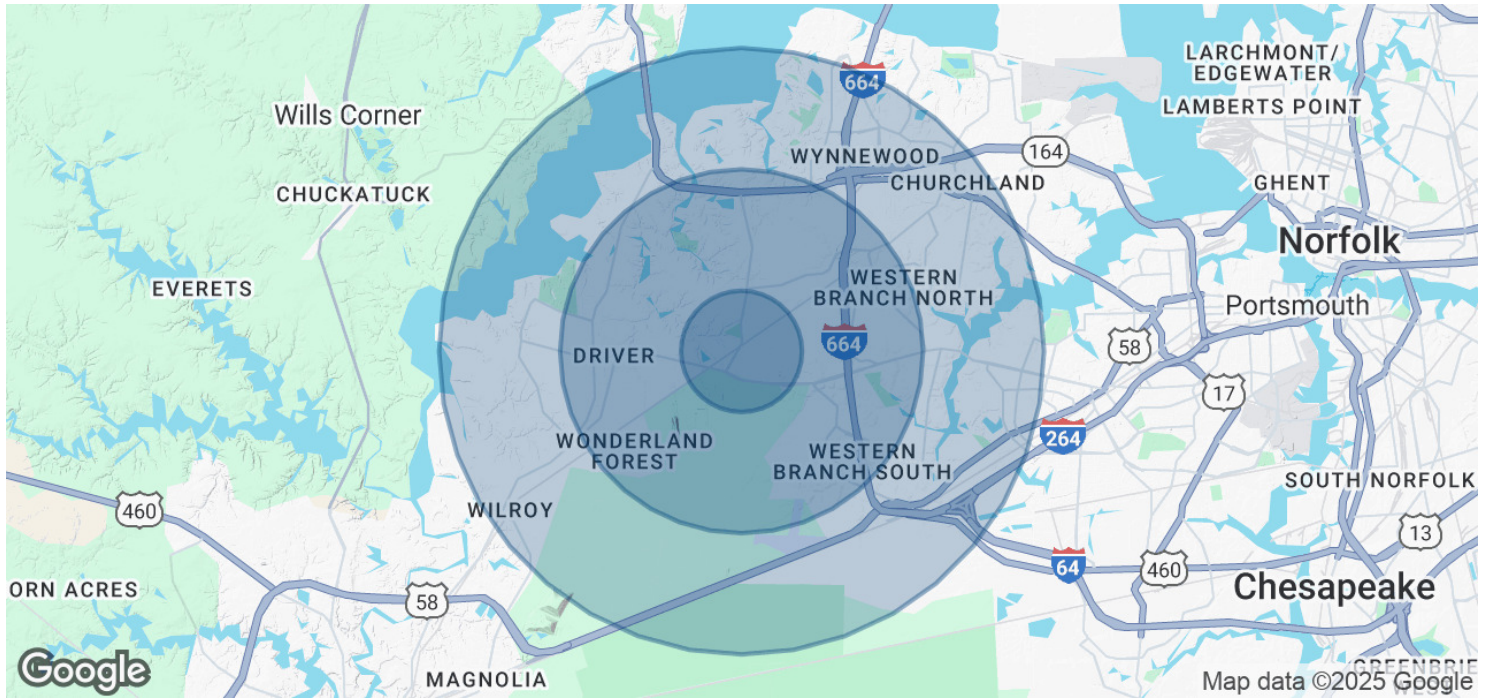 LARCHMONT/
EDGEWATER
664
LAMBERTS POINT
Wills Corner
WYNNEWOOD
164
CHURCHLAND
GHENT
CHUCKATUCK
Norfolk
WESTERN
BRANCH NORTH
EVERETS
Portsmouth
664
58
DRIVER
17
264
WONDERLAND
FOREST
WESTERN
BRANCH SOUTH
SOUTH NORFOLK
460
WILROY
13
64
460
ORN ACRES
58
Chesapeake
MAGNOLIA
Google
GREENBRIE
Map data ©2025 Google